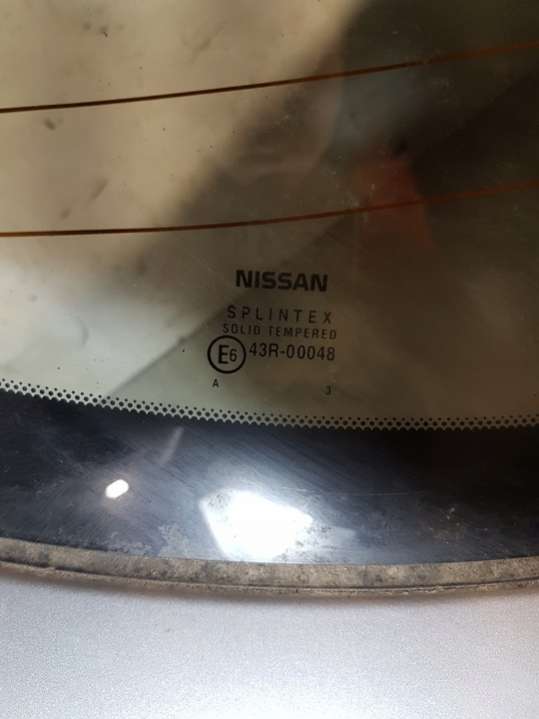 NISSAN
SPLINTEX
SOLID TEMPERED
E6 43R-00048
A 3